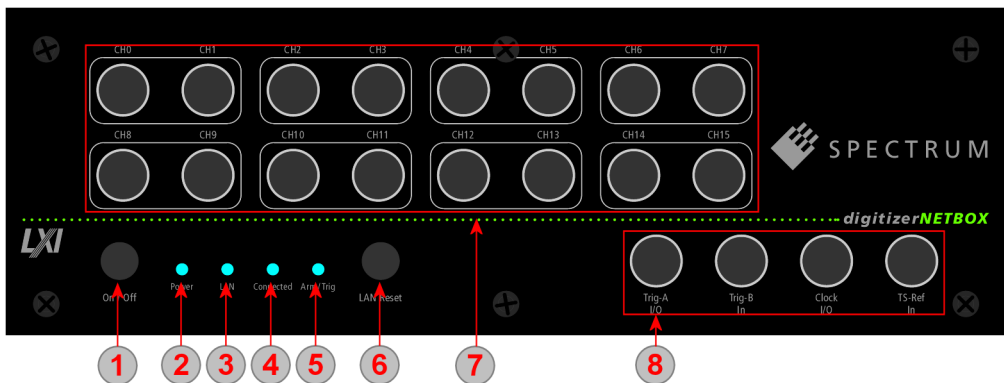 CH0 CH1 CH2 CH3 CH4 CH5 CH6 CH7
CH8 CH9 CH10 CH11 CH12 CH13 CH14 CH15
SPECTRUM
digitizerNETBOX
LXI
On / Off Power LAN Connected Arm/Trig LAN Reset
Trig-A I/O
Trig-B In
Clock I/O
TS-Ref In
1 2 3 4 5 6 7 8